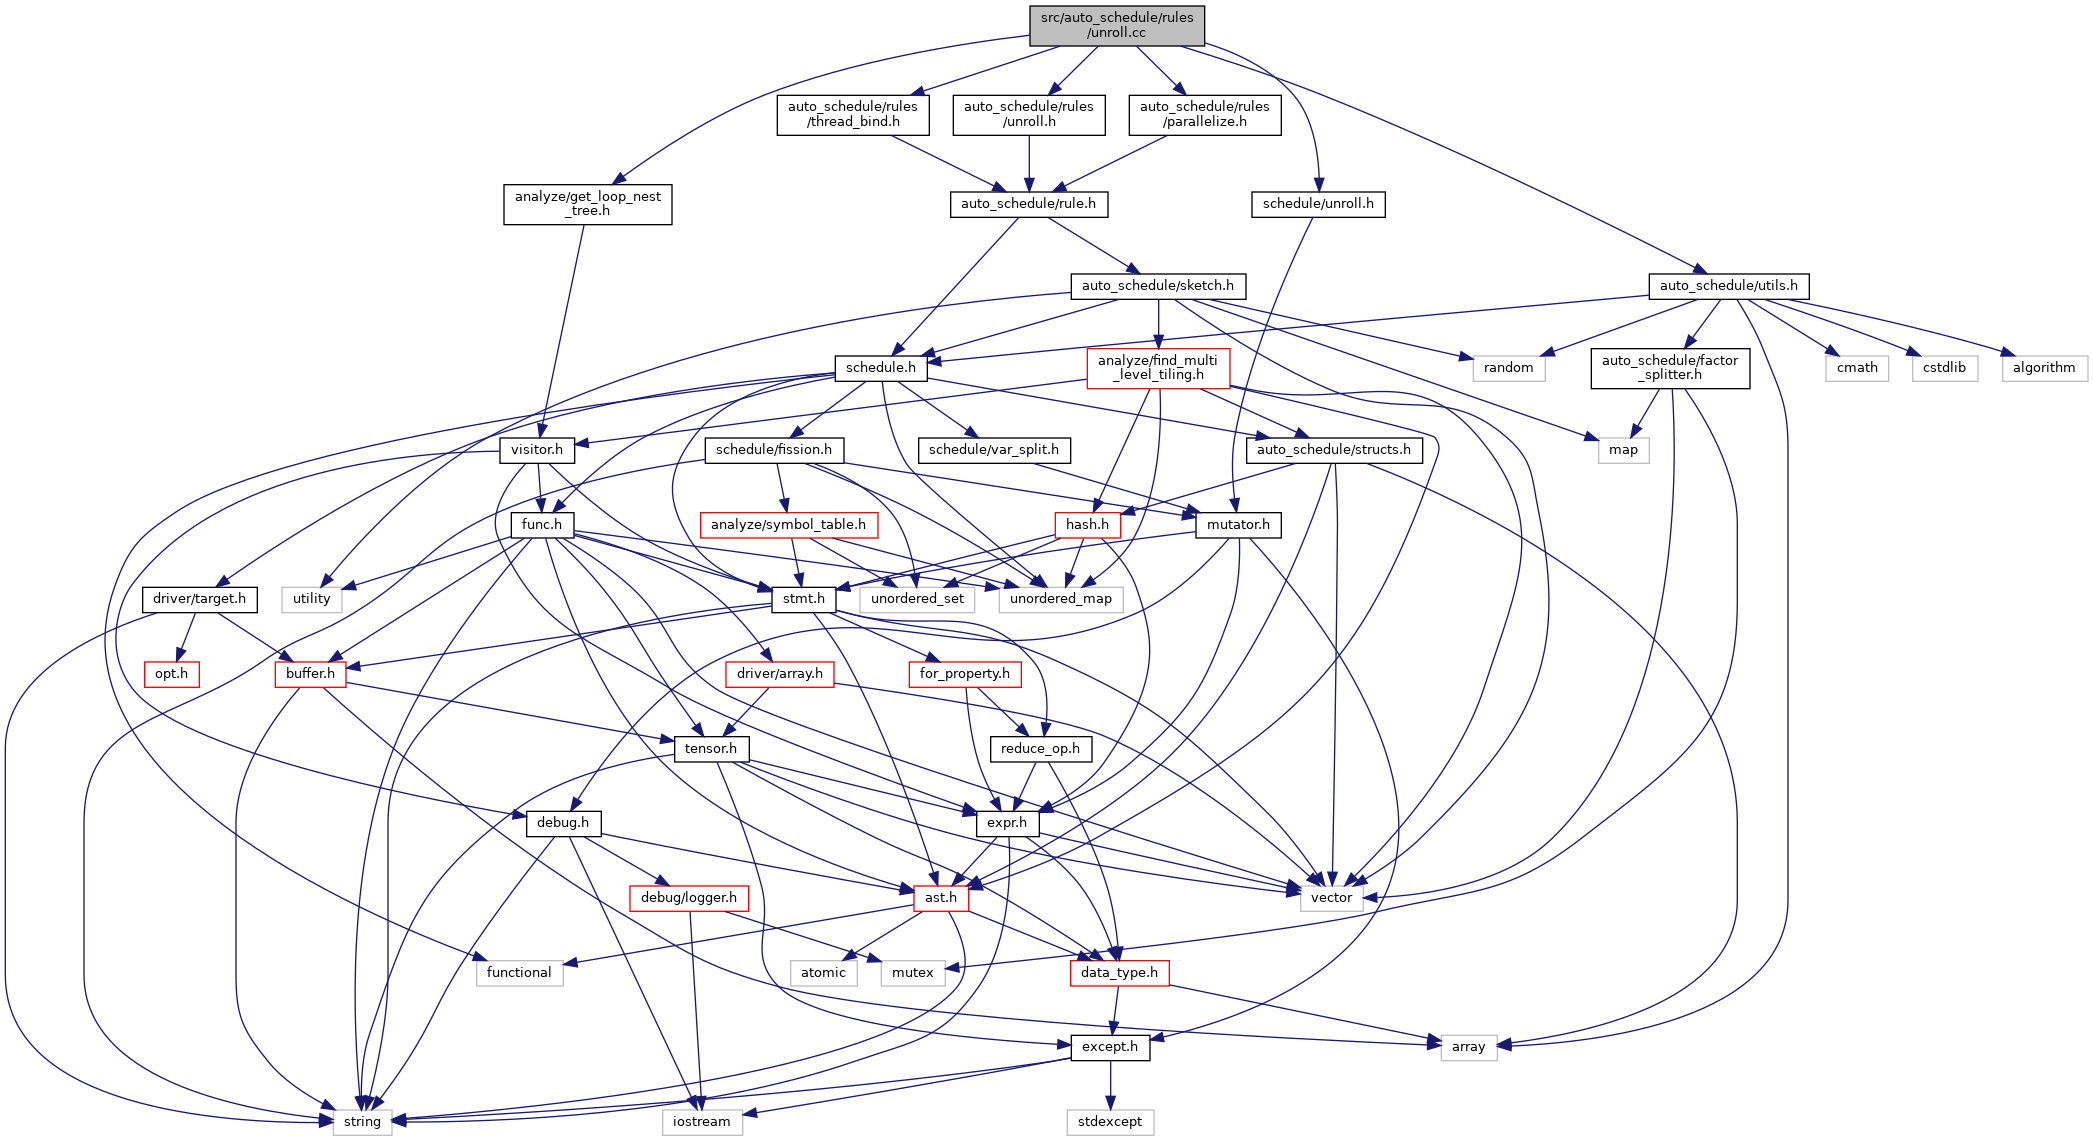 src/auto_schedule/rules
/unroll.cc
auto_schedule/rules
/thread_bind.h
auto_schedule/rules
/unroll.h
auto_schedule/rules
/parallelize.h
analyze/get_loop_nest
_tree.h
auto_schedule/rule.h
schedule/unroll.h
auto_schedule/sketch.h
auto_schedule/utils.h
schedule.h
analyze/find_multi
_level_tiling.h
random
auto_schedule/factor
_splitter.h
cmath
cstdlib
algorithm
visitor.h
schedule/fission.h
schedule/var_split.h
auto_schedule/structs.h
map
func.h
analyze/symbol_table.h
hash.h
mutator.h
driver/target.h
utility
stmt.h
unordered_set
unordered_map
opt.h
buffer.h
driver/array.h
for_property.h
tensor.h
reduce_op.h
debug.h
expr.h
debug/logger.h
ast.h
vector
functional
atomic
mutex
data_type.h
except.h
array
string
iostream
stdexcept